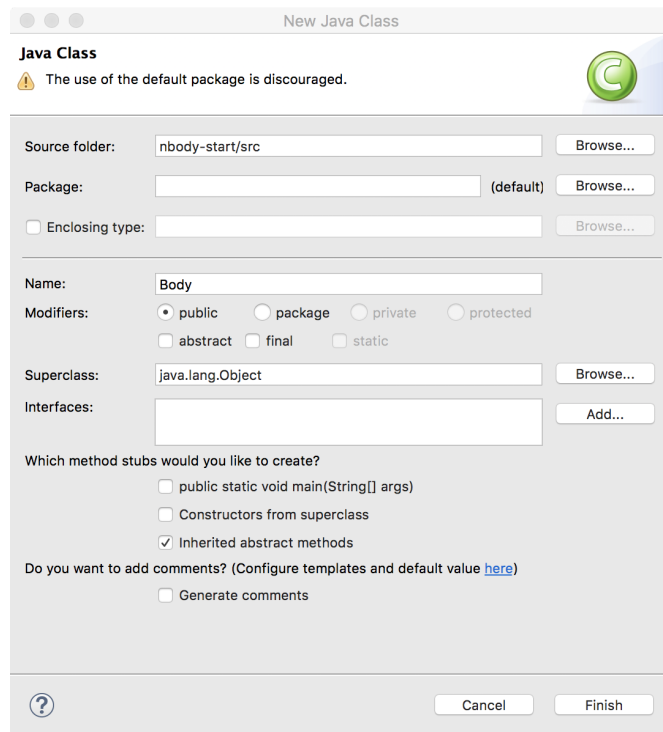 New Java Class
Java Class
The use of the default package is discouraged.
C
Source folder: nbody-start/src Browse...
Package: (default) Browse...
Enclosing type: Browse...
Name: Body
Modifiers: public package private protected
abstract final static
Superclass: java.lang.Object Browse...
Interfaces: Add...
Which method stubs would you like to create?
public static void main(String[] args)
Constructors from superclass
Inherited abstract methods
Do you want to add comments? (Configure templates and default value here)
Generate comments
? Cancel Finish